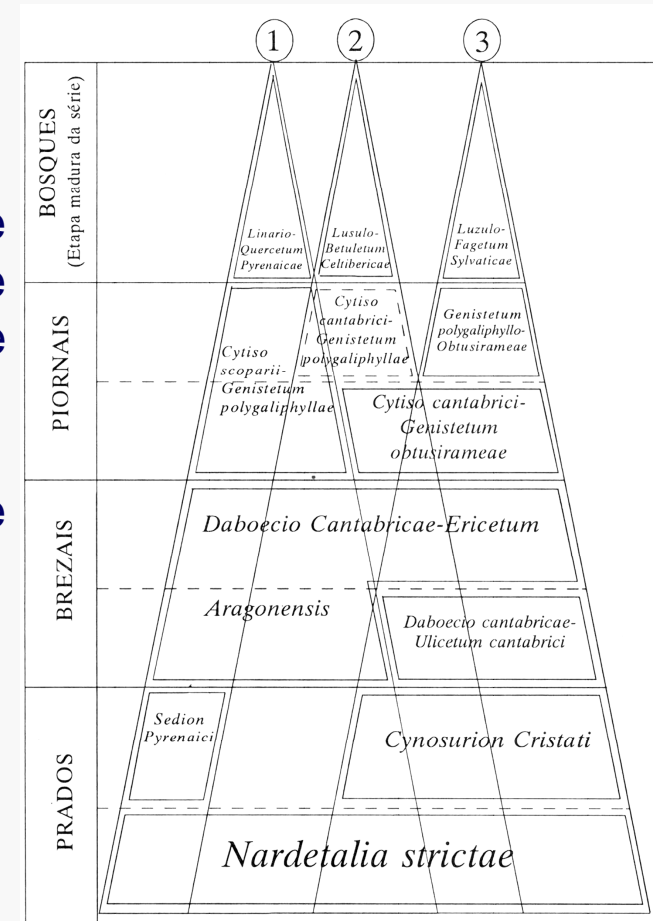 1
2
3
BOSQUES
(Etapa madura da série)
Linario-
Quercetum
Pyrenaicae
Lusulo-
Betuletum
Celtibericae
Luzulo-
Fagetum
Sylvaticae
PIORNAIS
Cytiso
scoparii-
Genistetum
polygaliphyllae
Cytiso
cantabrici-
Genistetum
polygaliphyllae
Genistetum
polygaliphyllo-
Obtusirameae
Cytiso cantabrici-
Genistetum
obtusirameae
BREZAIS
Daboecio Cantabricae-Ericetum
Aragonensis
Daboecio cantabricae-
Ulicetum cantabrici
PRADOS
Sedion
Pyrenaici
Cynosurion Cristati
Nardetalia strictae